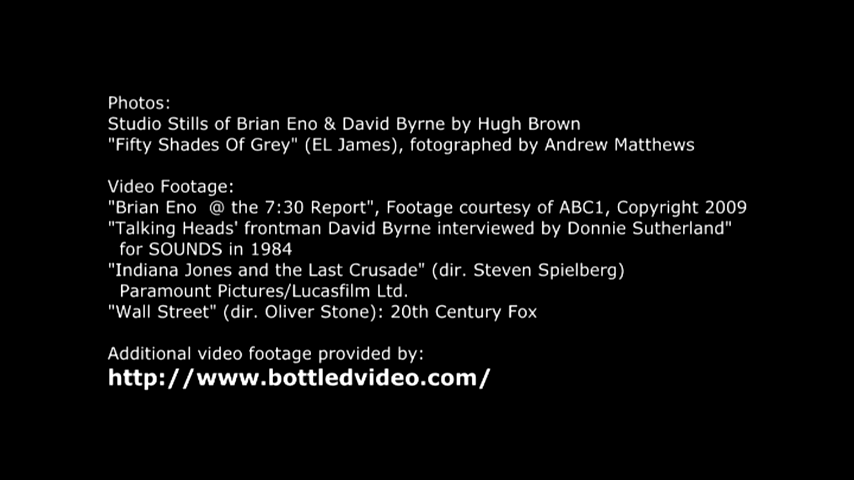 Photos:
Studio Stills of Brian Eno & David Byrne by Hugh Brown
"Fifty Shades Of Grey" (EL James), fotographed by Andrew Matthews
Video Footage:
"Brian Eno  @ the 7:30 Report", Footage courtesy of ABC1, Copyright 2009
"Talking Heads' frontman David Byrne interviewed by Donnie Sutherland"
for SOUNDS in 1984
"Indiana Jones and the Last Crusade" (dir. Steven Spielberg)
Paramount Pictures/Lucasfilm Ltd.
"Wall Street" (dir. Oliver Stone): 20th Century Fox
Additional video footage provided by:
http://www.bottledvideo.com/